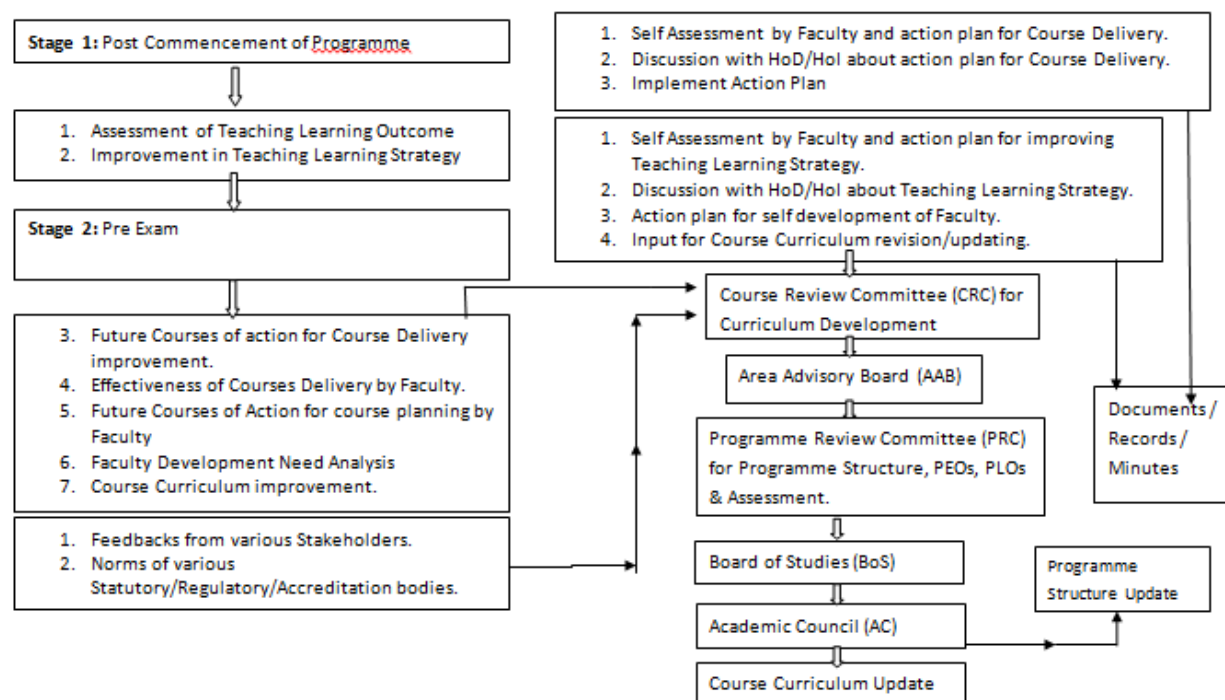 Stage 1: Post Commencement of Programme
1. Assessment of Teaching Learning Outcome
2. Improvement in Teaching Learning Strategy
Stage 2: Pre Exam
3. Future Courses of action for Course Delivery
improvement.
4. Effectiveness of Courses Delivery by Faculty.
5. Future Courses of Action for course planning by
Faculty
6. Faculty Development Need Analysis
7. Course Curriculum improvement.
1. Feedbacks from various Stakeholders.
2. Norms of various
Statutory/Regulatory/Accreditation bodies.
1. Self Assessment by Faculty and action plan for Course Delivery.
2. Discussion with HoD/HoI about action plan for Course Delivery.
3. Implement Action Plan
1. Self Assessment by Faculty and action plan for improving
Teaching Learning Strategy.
2. Discussion with HoD/HoI about Teaching Learning Strategy.
3. Action plan for self development of Faculty.
4. Input for Course Curriculum revision/updating.
Course Review Committee (CRC) for
Curriculum Development
Area Advisory Board (AAB)
Programme Review Committee (PRC)
for Programme Structure, PEOs, PLOs
& Assessment.
Board of Studies (BoS)
Academic Council (AC)
Course Curriculum Update
Documents /
Records /
Minutes
Programme
Structure Update